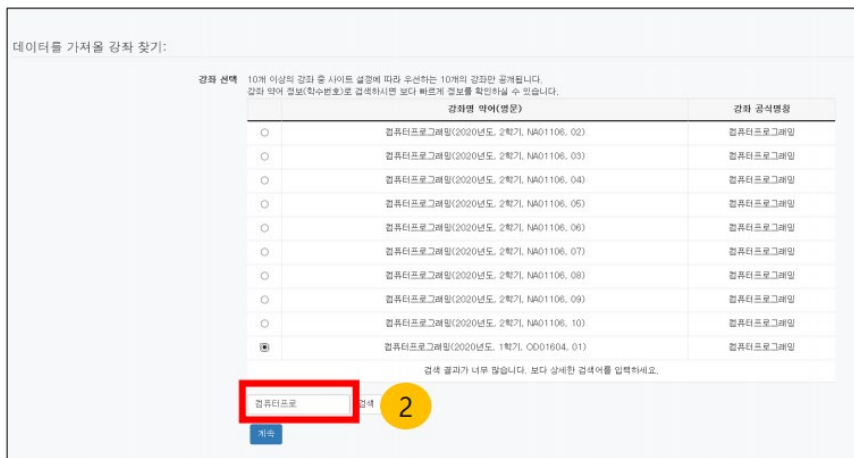 데이터를 가져올 강좌 찾기:
강좌 선택 10개 이상의 강좌 중 사이트 설정에 따라 우선하는 10개의 강좌만 공개됩니다.
강좌 약어 정보(학수번호)로 검색하시면 보다 빠르게 정보를 확인하실 수 있습니다.
강좌명 약어(영문) 강좌 공식명칭
컴퓨터프로그래밍(2020년도, 2학기, NA01106, 02) 컴퓨터프로그래밍
컴퓨터프로그래밍(2020년도, 2학기, NA01106, 03) 컴퓨터프로그래밍
컴퓨터프로그래밍(2020년도, 2학기, NA01106, 04) 컴퓨터프로그래밍
컴퓨터프로그래밍(2020년도, 2학기, NA01106, 05) 컴퓨터프로그래밍
컴퓨터프로그래밍(2020년도, 2학기, NA01106, 06) 컴퓨터프로그래밍
컴퓨터프로그래밍(2020년도, 2학기, NA01106, 07) 컴퓨터프로그래밍
컴퓨터프로그래밍(2020년도, 2학기, NA01106, 08) 컴퓨터프로그래밍
컴퓨터프로그래밍(2020년도, 2학기, NA01106, 09) 컴퓨터프로그래밍
컴퓨터프로그래밍(2020년도, 2학기, NA01106, 10) 컴퓨터프로그래밍
컴퓨터프로그래밍(2020년도, 1학기, OD01604, 01) 컴퓨터프로그래밍
검색 결과가 너무 많습니다. 보다 상세한 검색어를 입력하세요.
컴퓨터프로 검색 2
계속